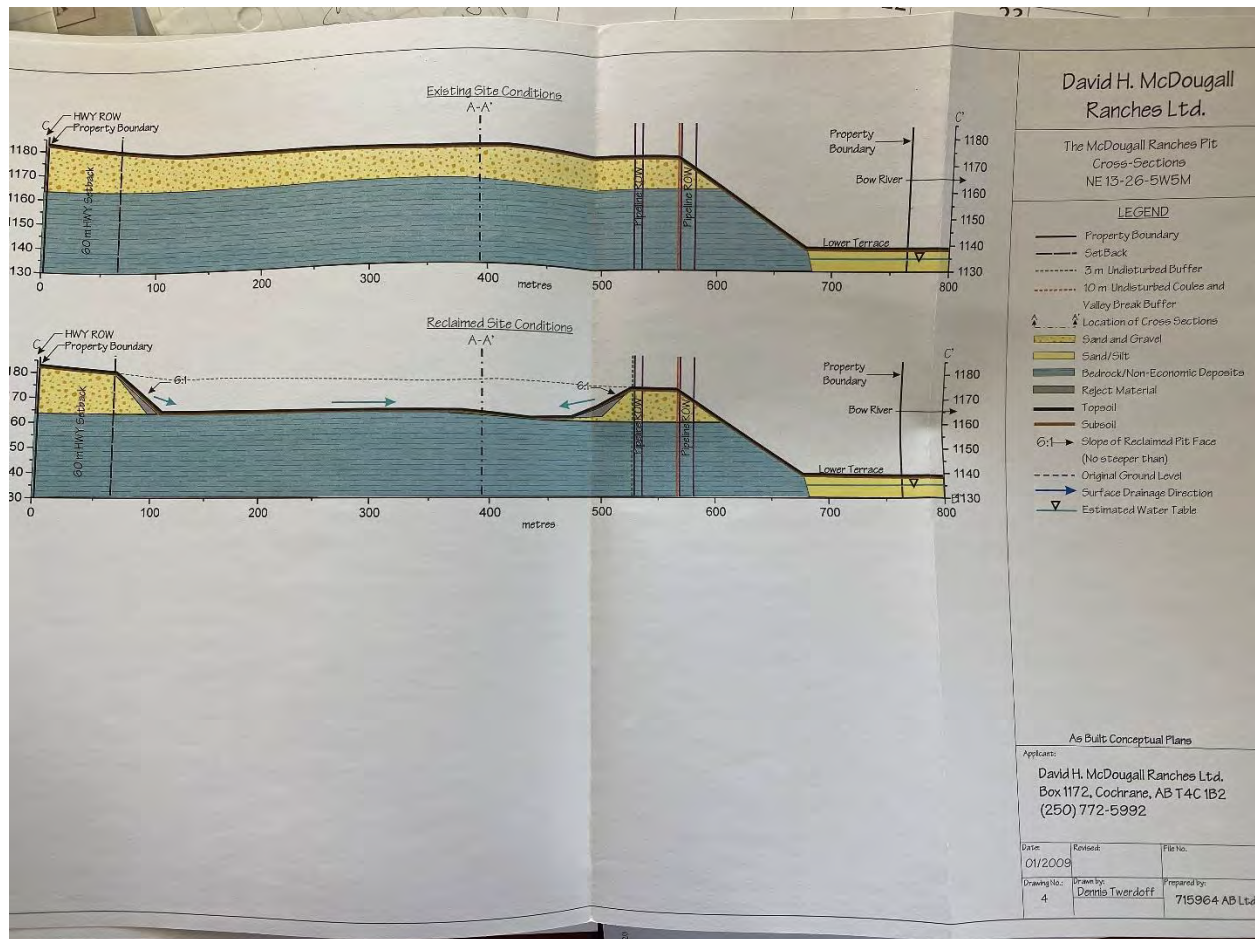 22
23
Existing Site Conditions
A-A'
C
HWY ROW
Property Boundary
C'
1180
1170
1160
1150
140
130
60 m HWY Setback
Pipeline ROW
Pipeline ROW
Property
Boundary
Bow River
Lower Terrace
1180
1170
1160
1150
1140
1130
0 100 200 300 400 500 600 700 800
metres
Reclaimed Site Conditions
A-A'
C
HWY ROW
Property Boundary
C'
180
70
60
50
40
30
60 m HWY Setback
6:1
6:1
Pipeline ROW
Pipeline ROW
Property
Boundary
Bow River
Lower Terrace
1180
1170
1160
1150
1140
1130
0 100 200 300 400 500 600 700 800
metres
David H. McDougall
Ranches Ltd.
The McDougall Ranches Pit
Cross-Sections
NE 13-26-5W5M
LEGEND
Property Boundary
SetBack
3 m Undisturbed Buffer
10 m Undisturbed Coulee and
Valley Break Buffer
A A' Location of Cross Sections
Sand and Gravel
Sand/Silt
Bedrock/Non-Economic Deposits
Reject Material
Topsoil
Subsoil
6:1 Slope of Reclaimed Pit Face
(No steeper than)
Original Ground Level
Surface Drainage Direction
Estimated Water Table
As Built Conceptual Plans
Applicant:
David H. McDougall Ranches Ltd.
Box 1172, Cochrane, AB T4C 1B2
(250) 772-5992
Date: Revised: File No.
01/2009
Drawing No.: Drawn by: Prepared by:
4 Dennis Twerdoff 715964 AB Ltd